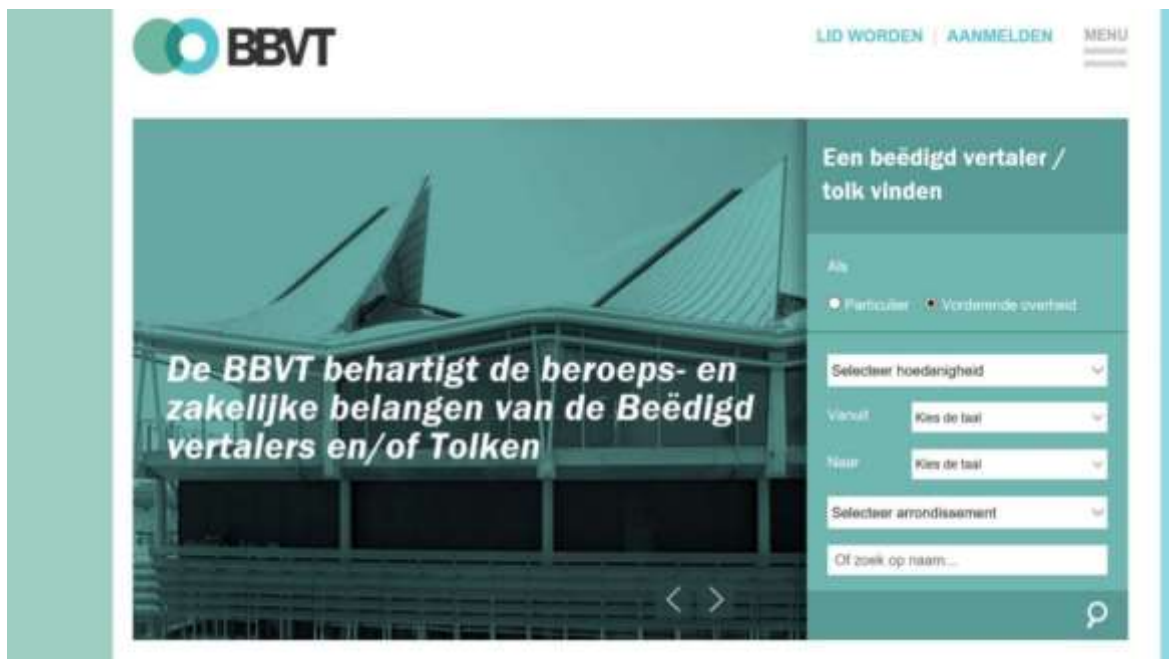 BBVT
LID WORDEN | AANMELDEN
MENU
De BBVT behartigt de beroeps- en
zakelijke belangen van de Beëdigd
vertalers en/of Tolken
Een beëdigd vertaler /
tolk vinden
Als
Particulier
Vorderende overheid
Selecteer hoedanigheid
Vanuit
Kies de taal
Naar
Kies de taal
Selecteer arrondissement
Of zoek op naam...